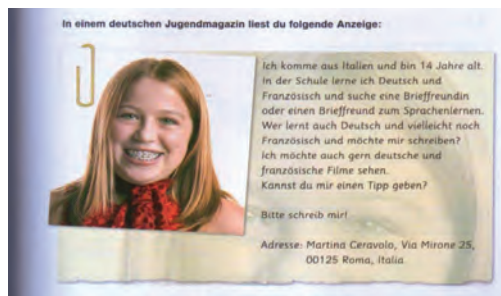 In einem deutschen Jugendmagazin liest du folgende Anzeige:
Ich komme aus Italien und bin 14 Jahre alt.
In der Schule lerne ich Deutsch und
Französisch und suche eine Brieffreundin
oder einen Brieffreund zum Sprachenlernen.
Wer lernt auch Deutsch und vielleicht noch
Französisch und möchte mir schreiben?
Ich möchte auch gern deutsche und
französische Filme sehen.
Kannst du mir einen Tipp geben?
Bitte schreib mir!
Adresse: Martina Ceravolo, Via Mirone 25,
00125 Roma, Italia